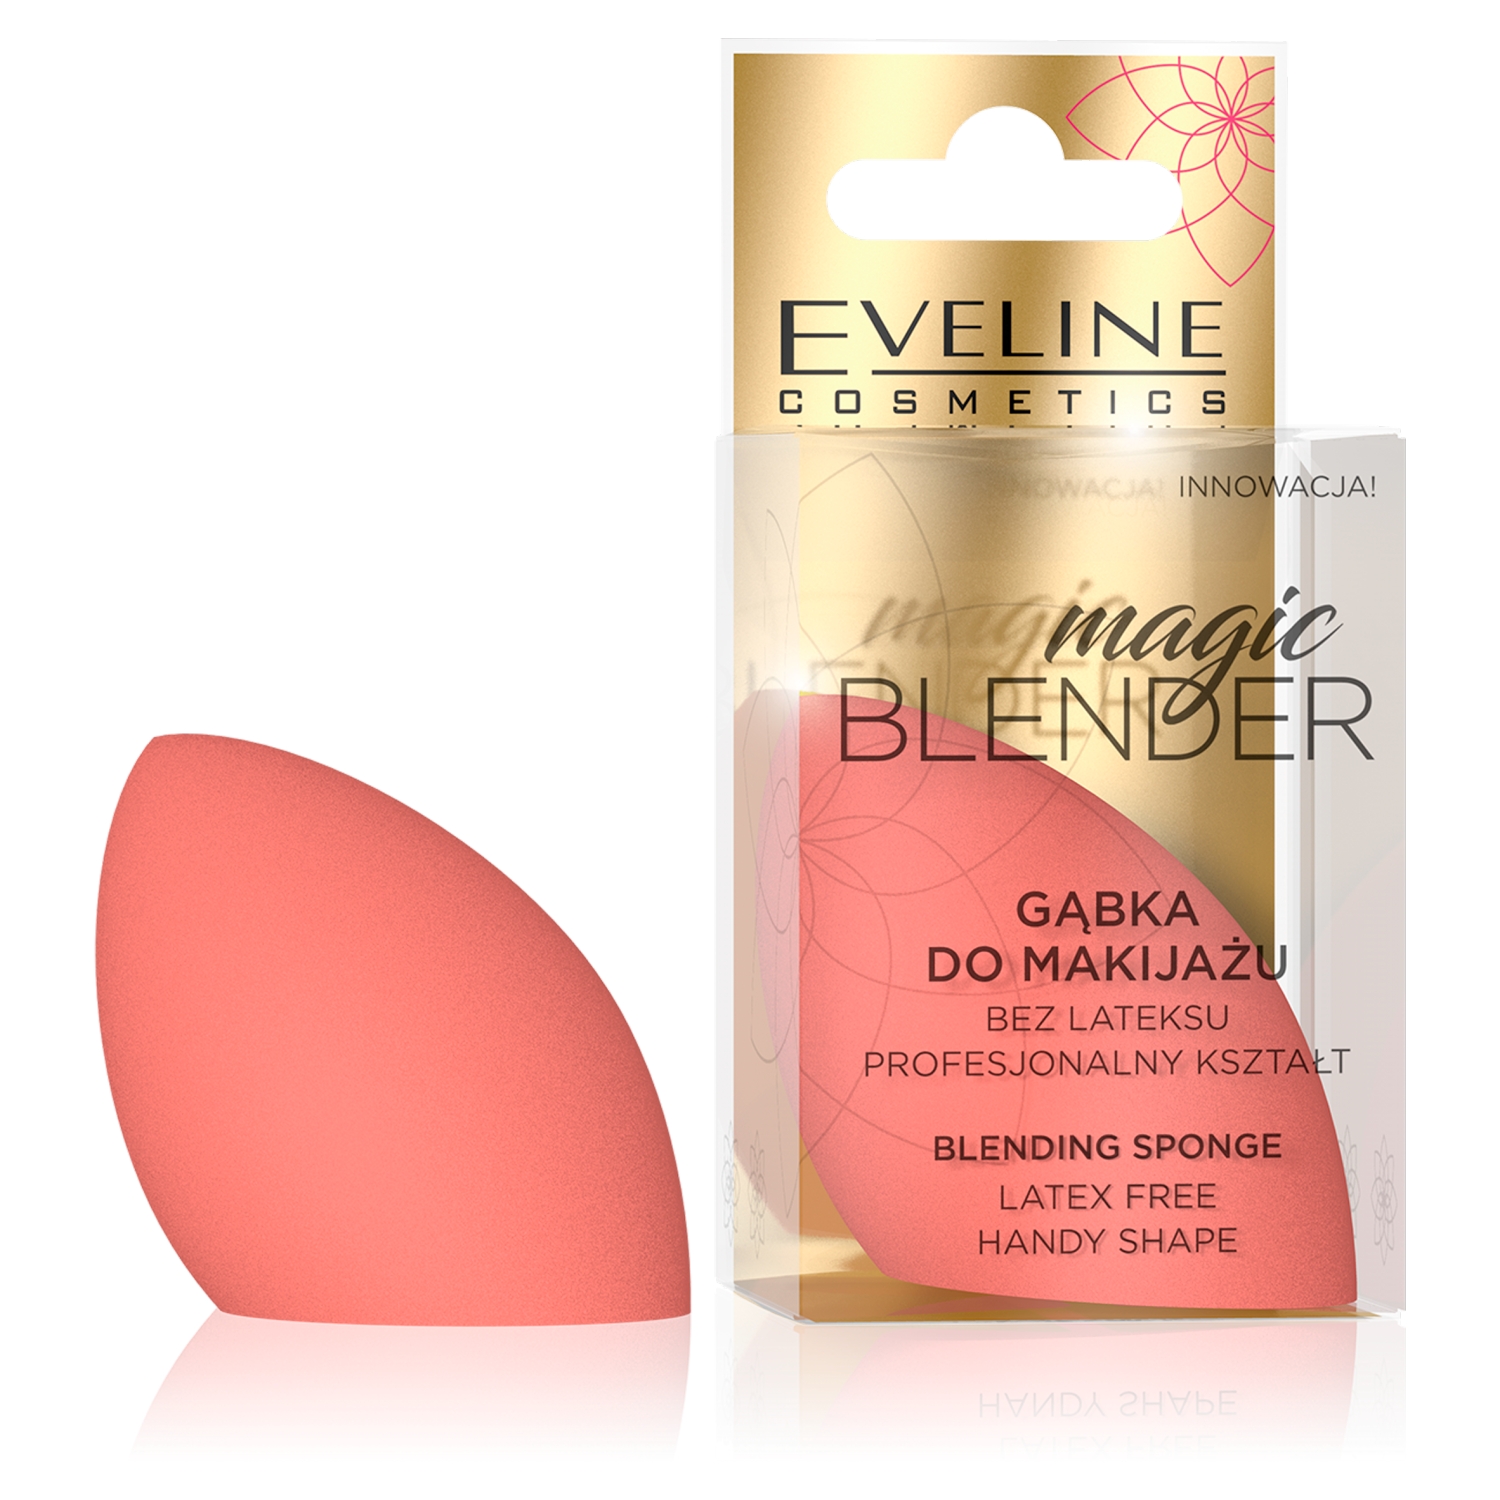 EVELINE
COSMETICS
INNOWACJA!
magic
BLENDER
GĄBKA
DO MAKIJAŻU
BEZ LATEKSU
PROFESJONALNY KSZTAŁT
BLENDING SPONGE
LATEX FREE
HANDY SHAPE